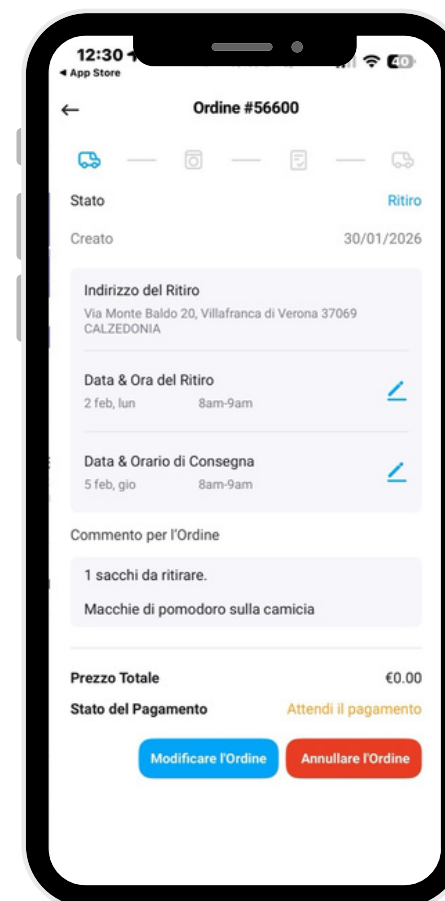 12:30
◀ App Store
40
← Ordine #56600
Stato Ritiro
Creato 30/01/2026
Indirizzo del Ritiro
Via Monte Baldo 20, Villafranca di Verona 37069
CALZEDONIA
Data & Ora del Ritiro
2 feb, lun 8am-9am
Data & Orario di Consegna
5 feb, gio 8am-9am
Commento per l'Ordine
1 sacchi da ritirare.
Macchie di pomodoro sulla camicia
Prezzo Totale €0.00
Stato del Pagamento Attendi il pagamento
Modificare l'Ordine Annullare l'Ordine